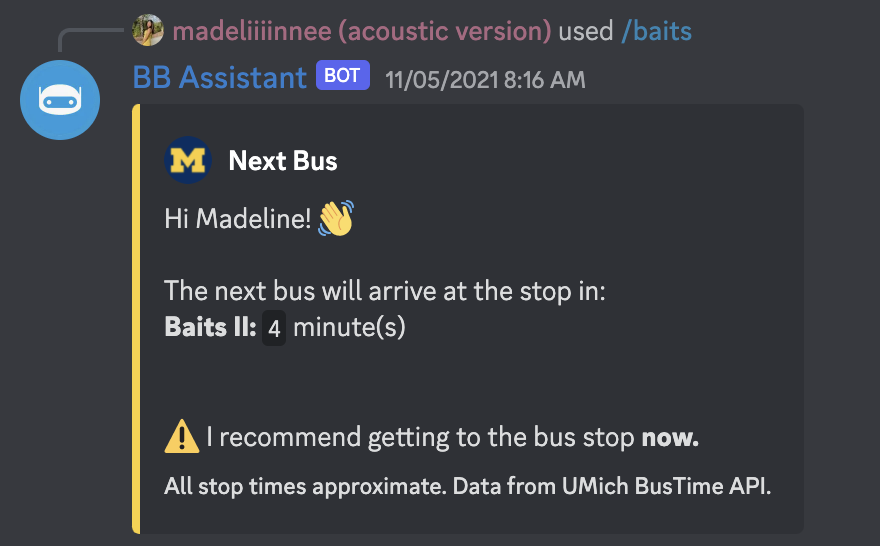 madeliiiinnee (acoustic version) used /baits
BB Assistant BOT 11/05/2021 8:16 AM
M Next Bus
Hi Madeline! 👋
The next bus will arrive at the stop in:
Baits II: 4 minute(s)
⚠️ I recommend getting to the bus stop now.
All stop times approximate. Data from UMich BusTime API.